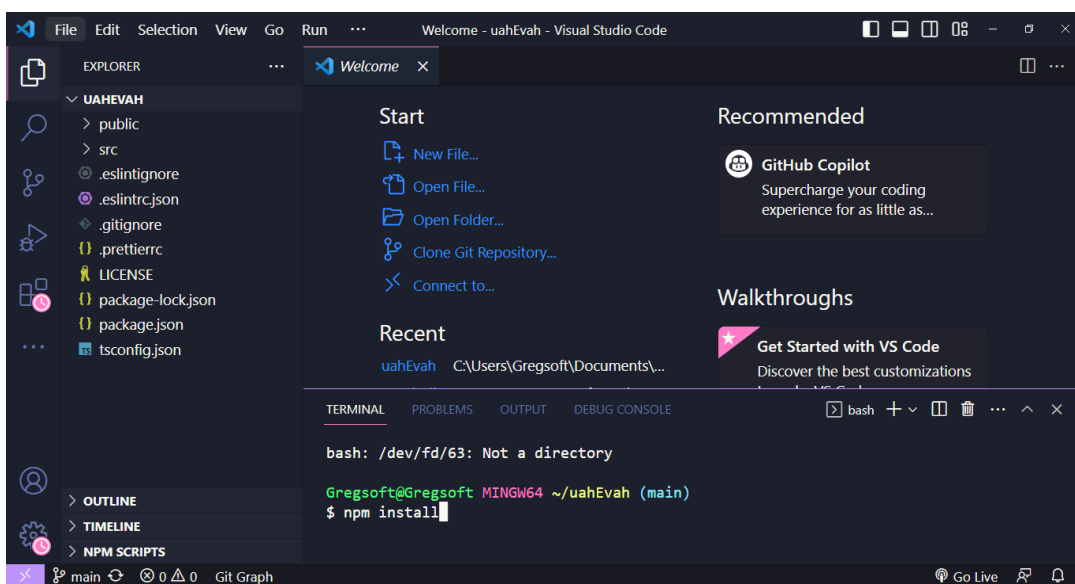 File Edit Selection View Go Run ··· Welcome - uahEvah - Visual Studio Code
EXPLORER ···
Welcome
UAHEVAH
public
src
.eslintignore
.eslintrc.json
.gitignore
{} .prettierrc
LICENSE
{} package-lock.json
{} package.json
TS tsconfig.json
OUTLINE
TIMELINE
NPM SCRIPTS
Start
New File...
Open File...
Open Folder...
Clone Git Repository...
Connect to...
Recent
uahEvah C:\Users\Gregsoft\Documents\...
Recommended
GitHub Copilot
Supercharge your coding
experience for as little as...
Walkthroughs
Get Started with VS Code
Discover the best customizations
TERMINAL PROBLEMS OUTPUT DEBUG CONSOLE bash
bash: /dev/fd/63: Not a directory
Gregsoft@Gregsoft MINGW64 ~/uahEvah (main)
$ npm install
main 0 0 Git Graph Go Live